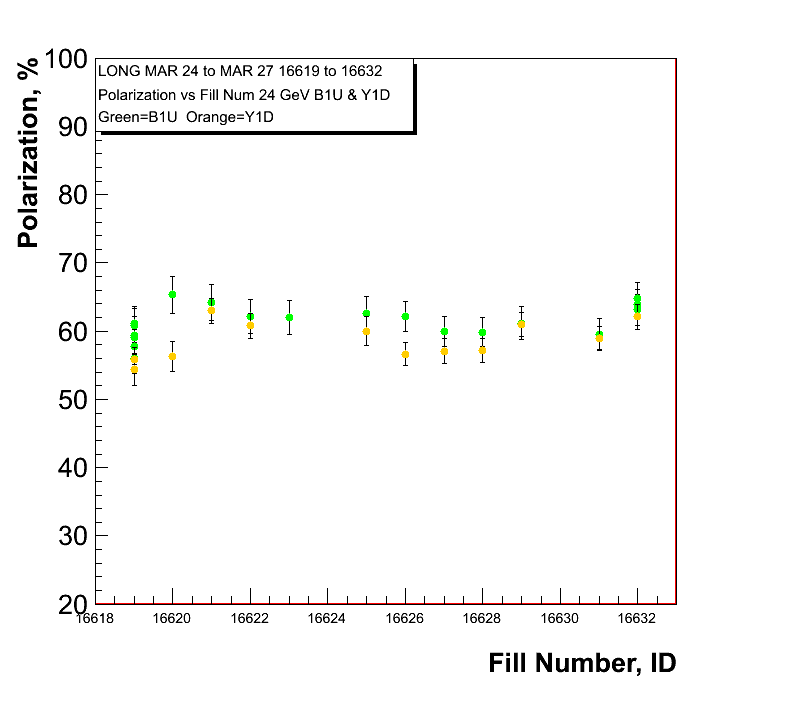 LONG MAR 24 to MAR 27 16619 to 16632
Polarization vs Fill Num 24 GeV B1U & Y1D
Green=B1U  Orange=Y1D
Polarization, %
100
90
80
70
60
50
40
30
20
16618 16620 16622 16624 16626 16628 16630 16632
Fill Number, ID